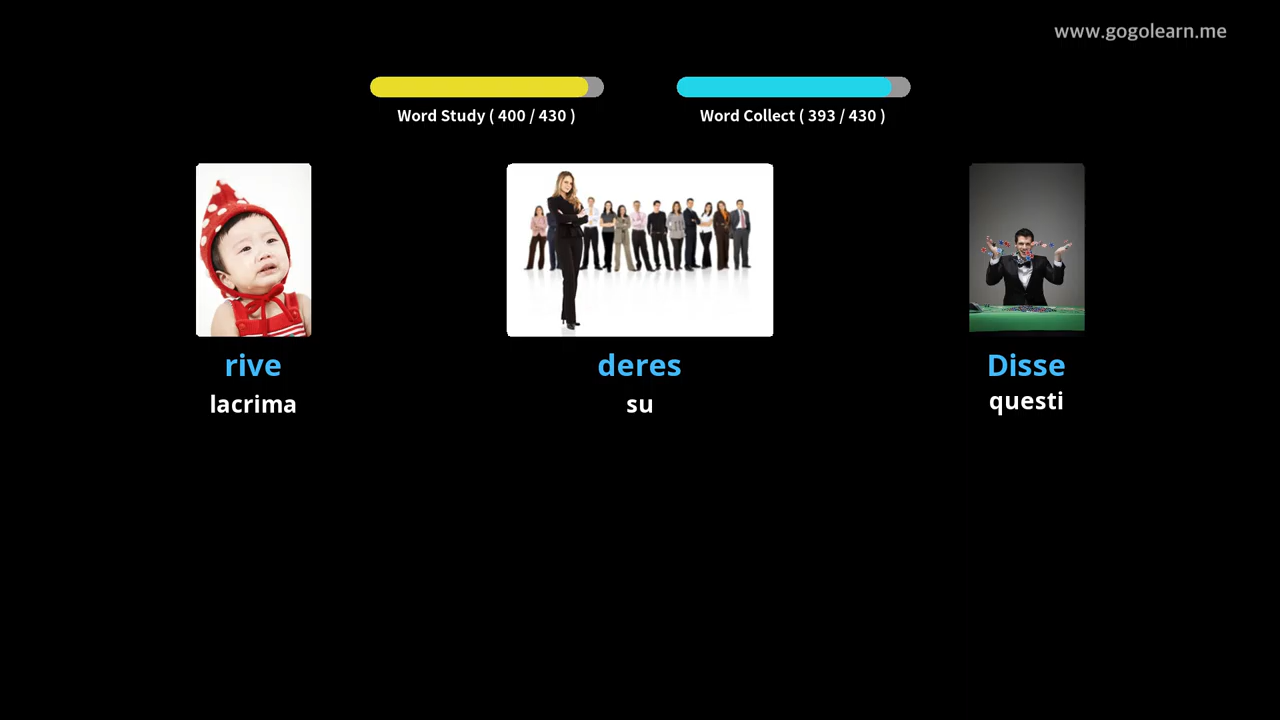 www.gogolearn.me
Word Study ( 400 / 430 )
Word Collect ( 393 / 430 )
rive
deres
Disse
lacrima
su
questi